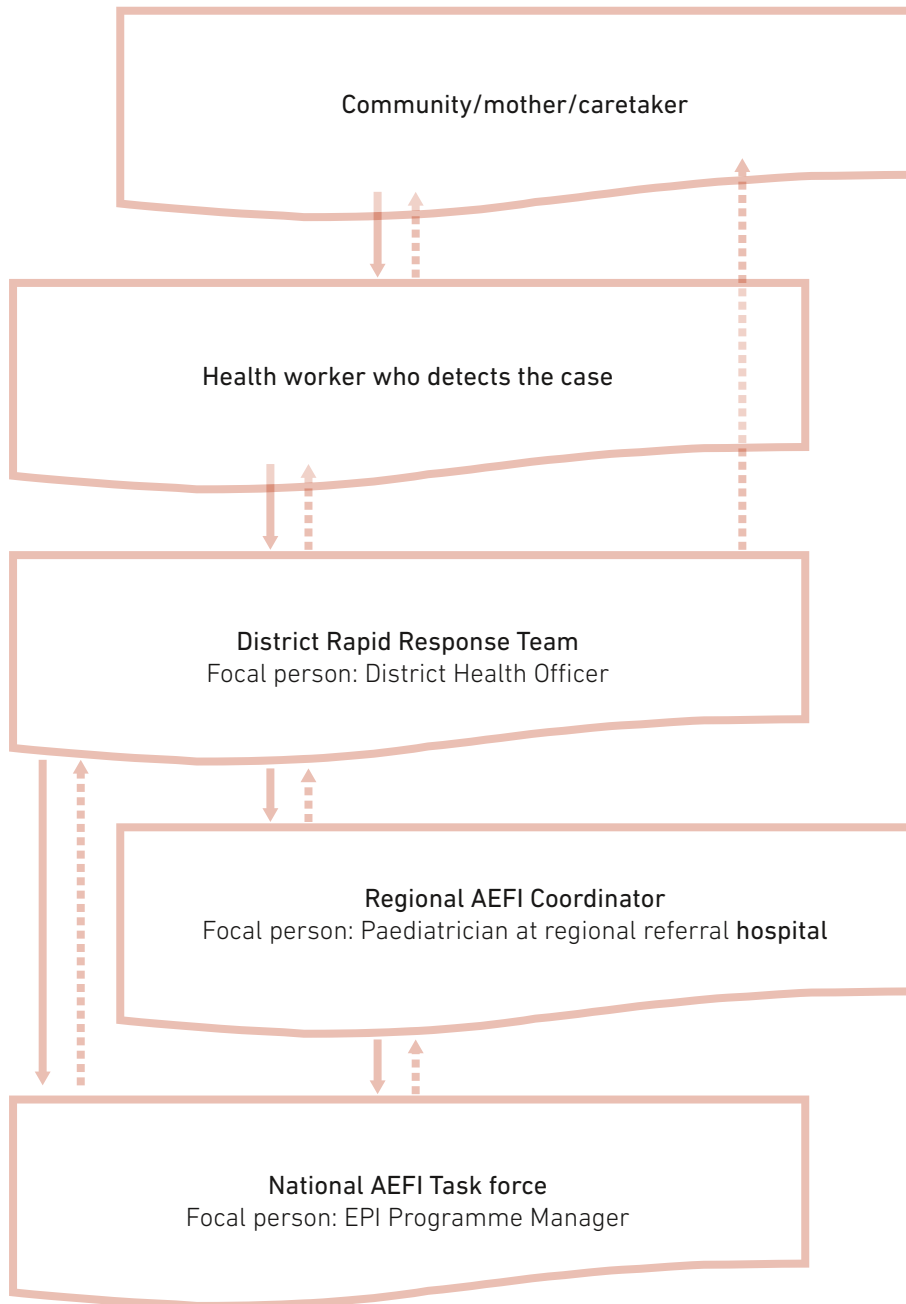 Community/mother/caretaker
Health worker who detects the case
District Rapid Response Team
Focal person: District Health Officer
Regional AEFI Coordinator
Focal person: Paediatrician at regional referral hospital
National AEFI Task force
Focal person: EPI Programme Manager